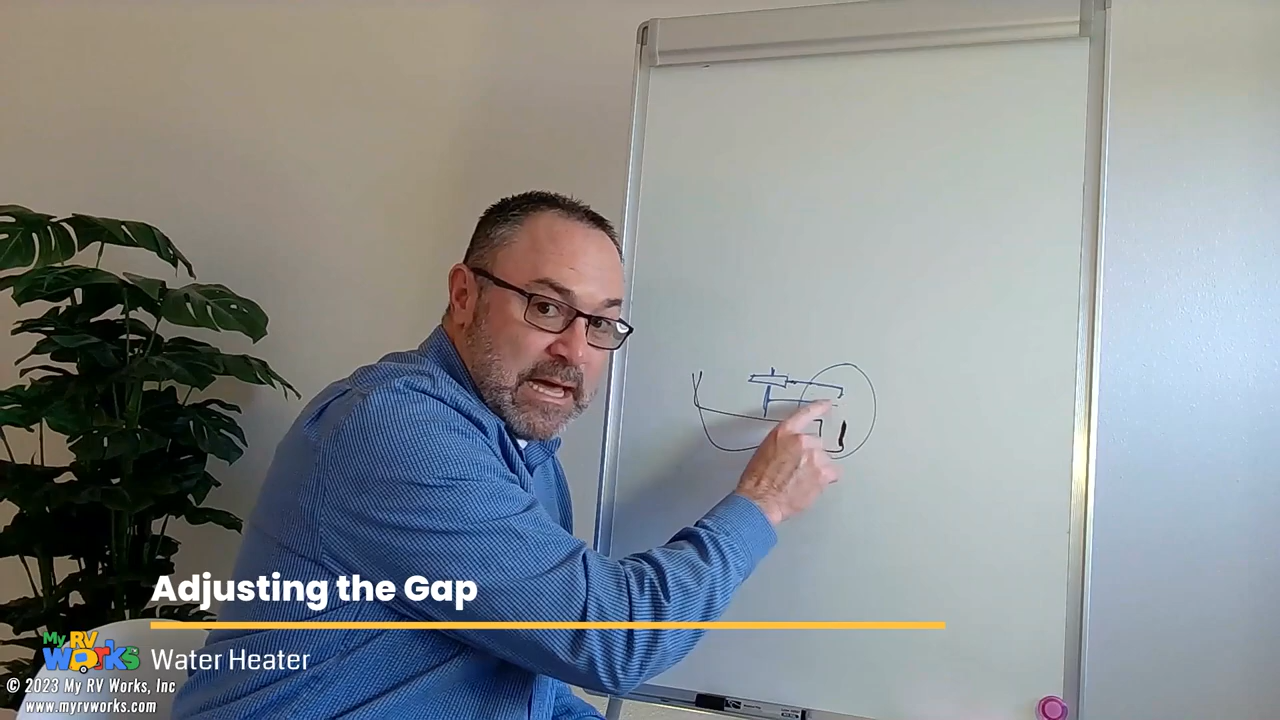 Adjusting the Gap
My RV
Works
Water Heater
© 2023 My RV Works, Inc
www.myrvworks.com